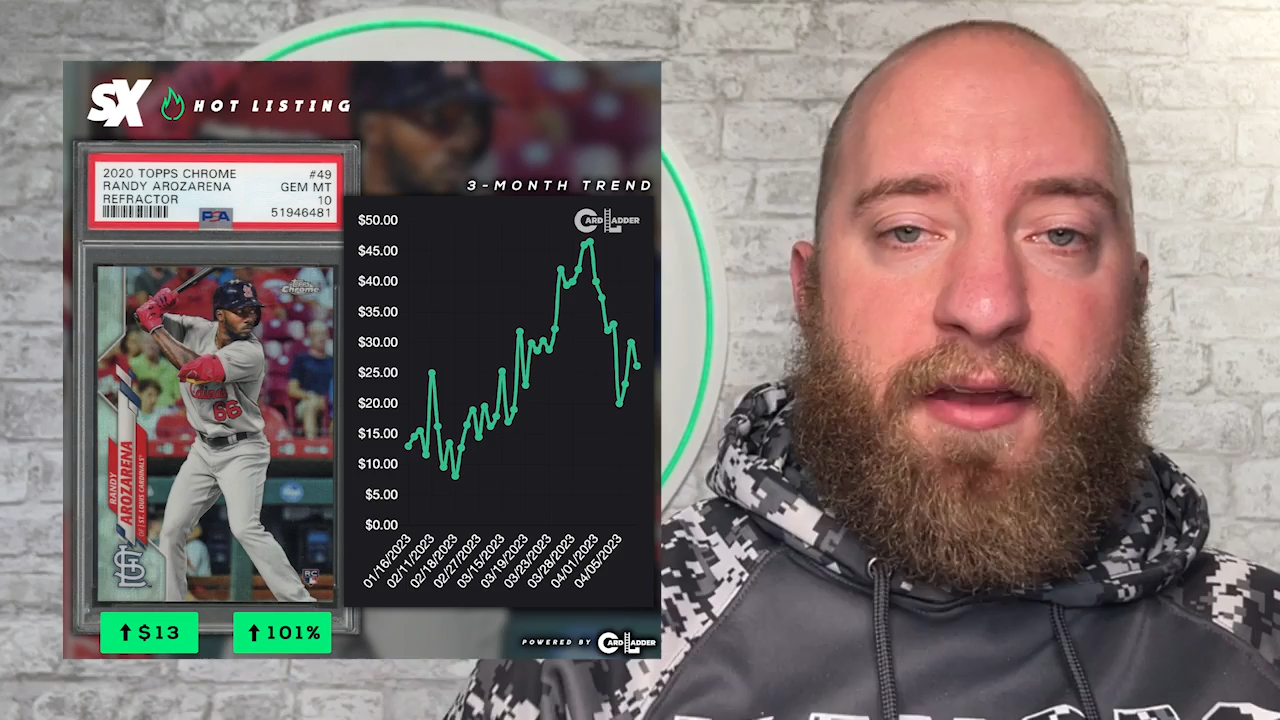 SX HOT LISTING
2020 TOPPS CHROME #49
RANDY AROZARENA GEM MT
REFRACTOR 10
PSA 51946481
Topps Chrome
Cardinals
66
RANDY
AROZARENA
OF | ST. LOUIS CARDINALS
RC
3-MONTH TREND
CARD LADDER
$50.00
$45.00
$40.00
$35.00
$30.00
$25.00
$20.00
$15.00
$10.00
$5.00
$0.00
01/16/2023
02/11/2023
02/18/2023
02/27/2023
03/15/2023
03/19/2023
03/23/2023
03/28/2023
04/01/2023
04/05/2023
↑ $13
↑ 101%
POWERED BY CARD LADDER